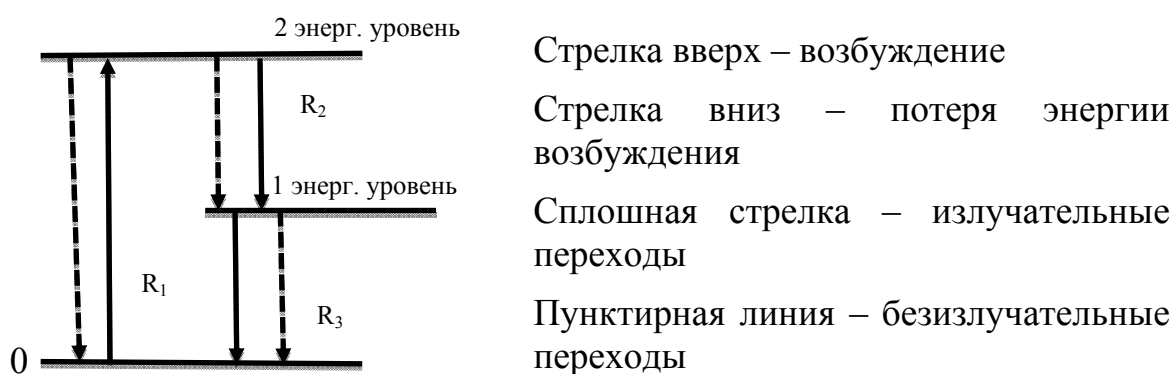 2 энерг. уровень
R2
1 энерг. уровень
R1
R3
0
Стрелка вверх – возбуждение
Стрелка вниз – потеря энергии
возбуждения
Сплошная стрелка – излучательные
переходы
Пунктирная линия – безизлучательные
переходы